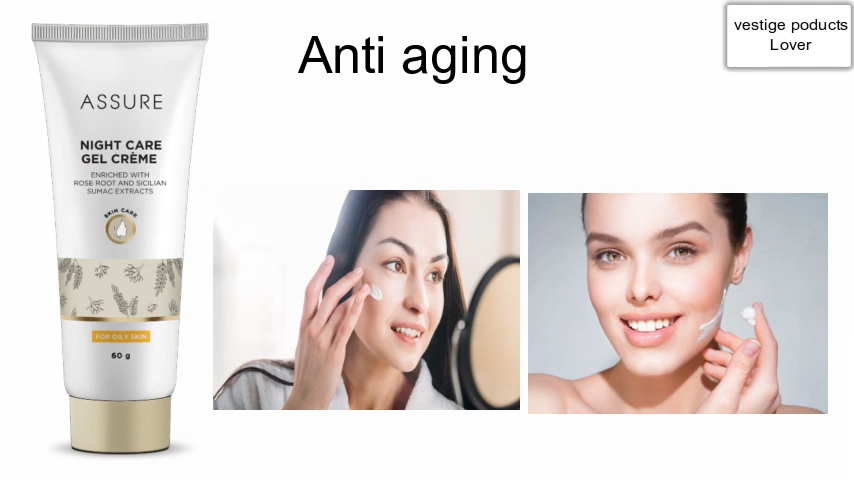 Anti aging
vestige poducts
Lover
ASSURE
NIGHT CARE
GEL CRÈME
ENRICHED WITH
ROSE ROOT AND SICILIAN
SUMAC EXTRACTS
SKIN CARE
FOR OILY SKIN
60 g